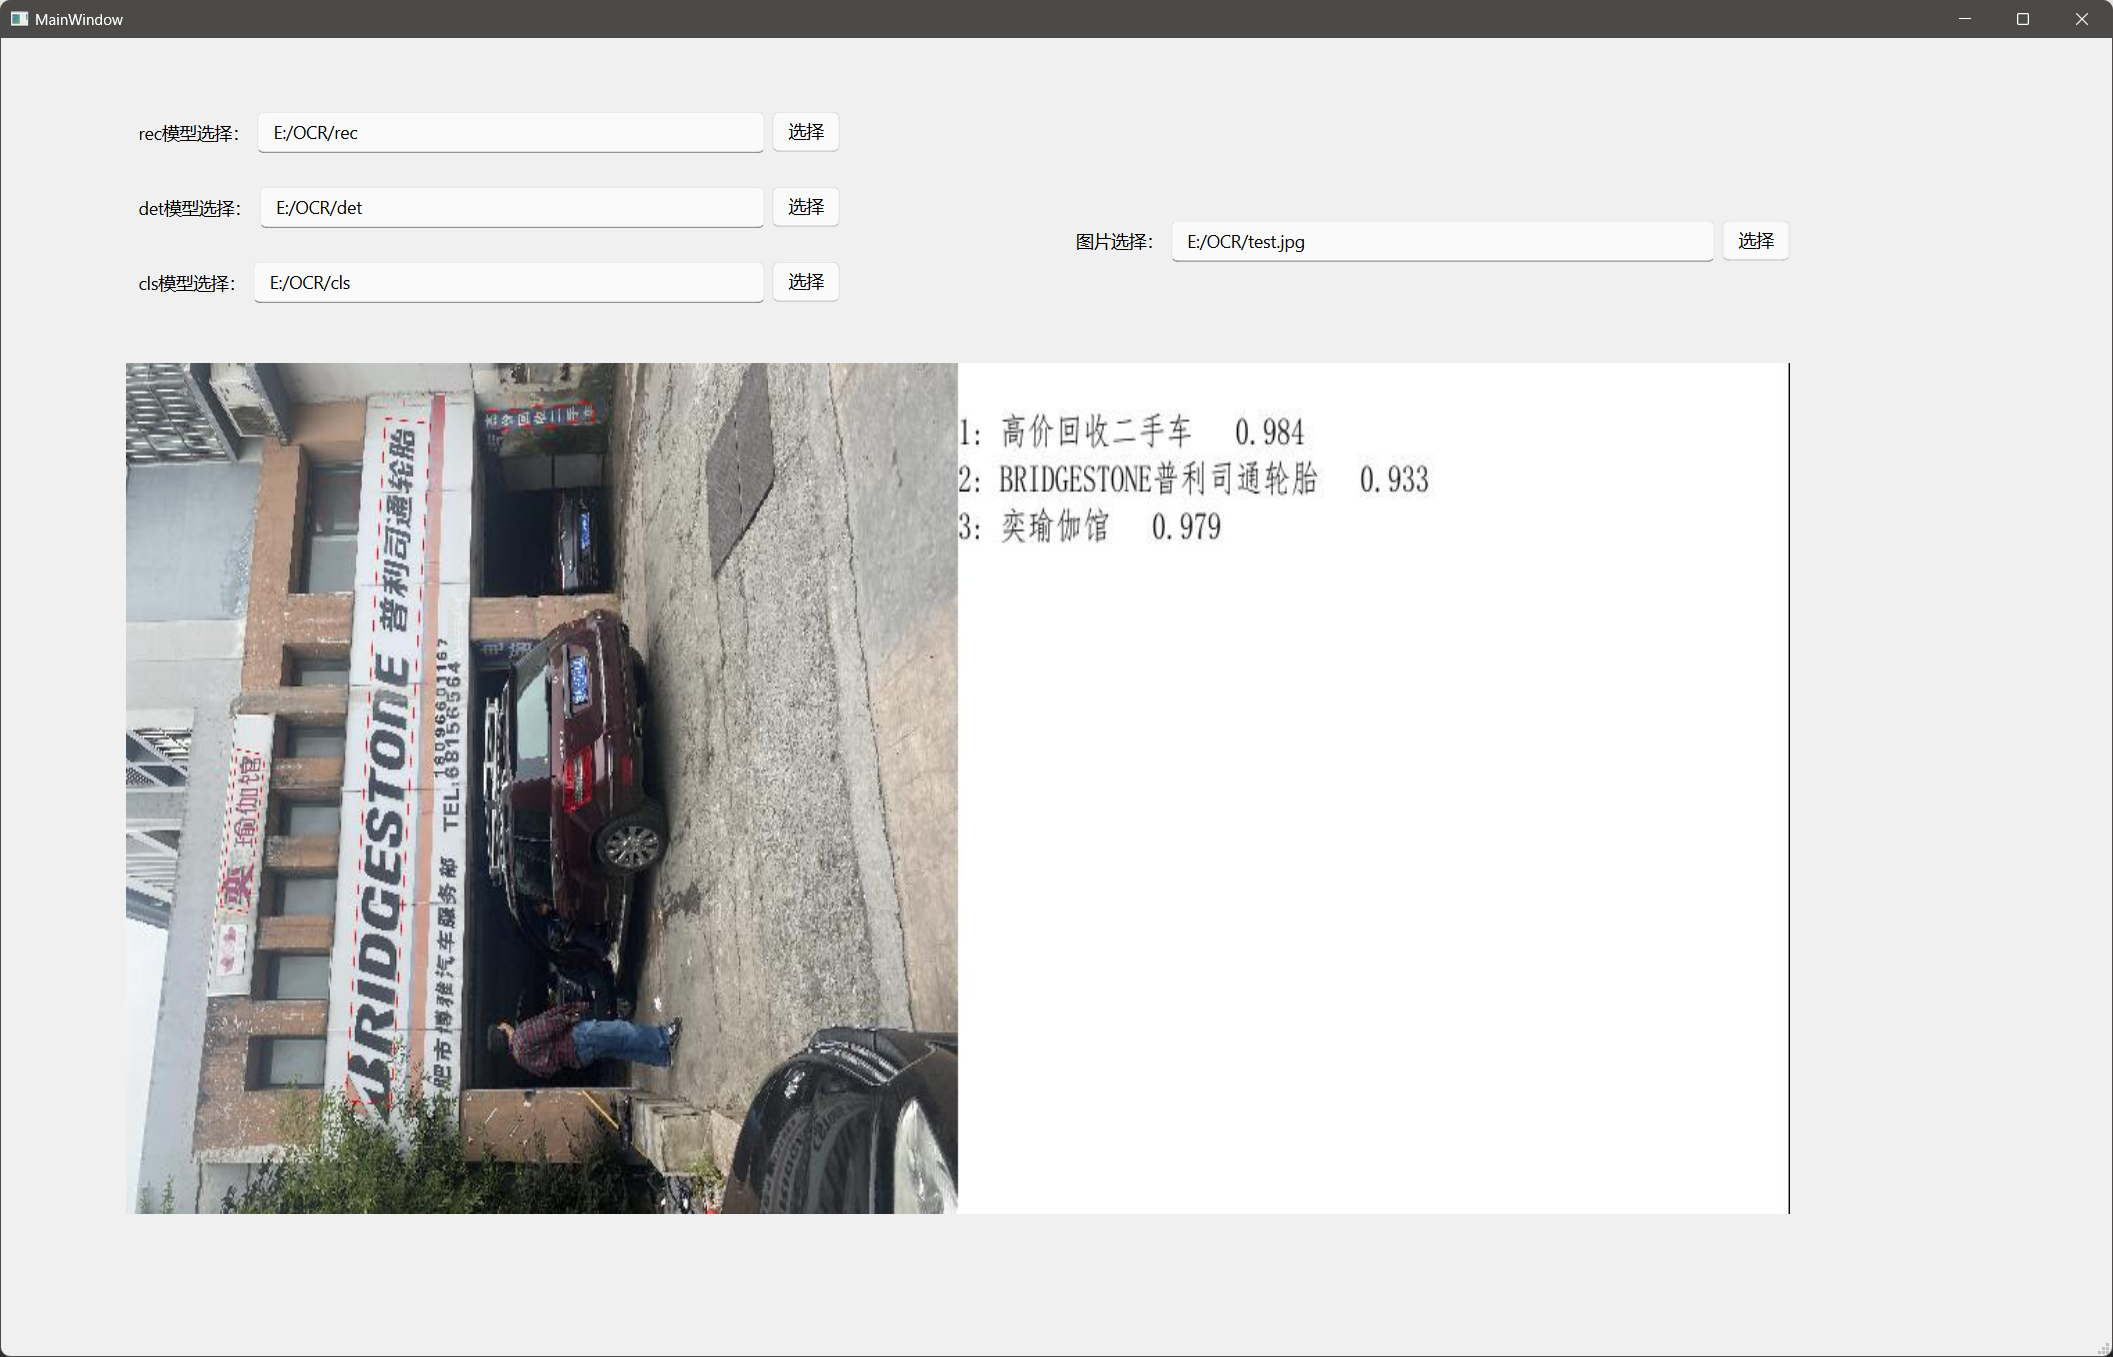 MainWindow
rec模型选择：
E:/OCR/rec
选择
det模型选择：
E:/OCR/det
选择
cls模型选择：
E:/OCR/cls
选择
图片选择：
E:/OCR/test.jpg
选择
高价回收二手车
BRIDGESTONE 普利司通轮胎
18096601167
TEL:68156564
肥市博雅汽车服务部
奕 瑜伽馆
1: 高价回收二手车 0.984
2: BRIDGESTONE普利司通轮胎 0.933
3: 奕瑜伽馆 0.979